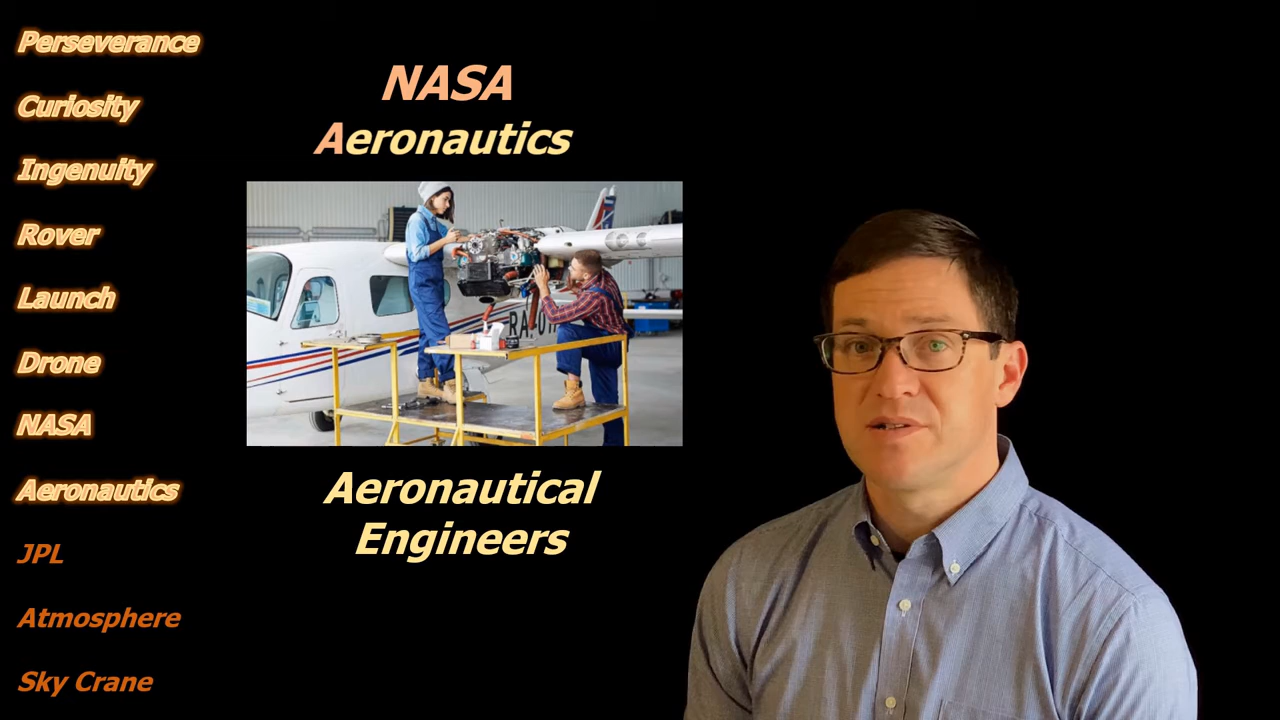 Perseverance
Curiosity
Ingenuity
Rover
Launch
Drone
NASA
Aeronautics
JPL
Atmosphere
Sky Crane
NASA
Aeronautics
Aeronautical
Engineers